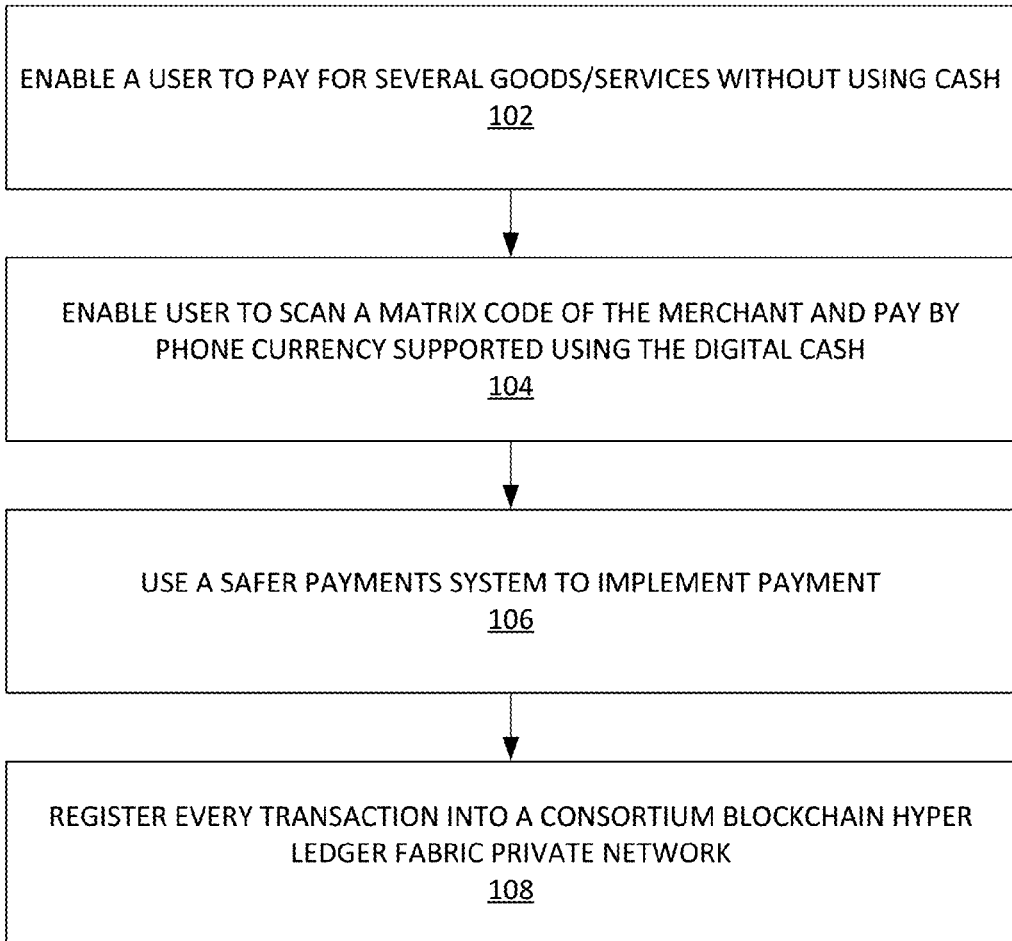 ENABLE A USER TO PAY FOR SEVERAL GOODS/SERVICES WITHOUT USING CASH
102
ENABLE USER TO SCAN A MATRIX CODE OF THE MERCHANT AND PAY BY
PHONE CURRENCY SUPPORTED USING THE DIGITAL CASH
104
USE A SAFER PAYMENTS SYSTEM TO IMPLEMENT PAYMENT
106
REGISTER EVERY TRANSACTION INTO A CONSORTIUM BLOCKCHAIN HYPER
LEDGER FABRIC PRIVATE NETWORK
108